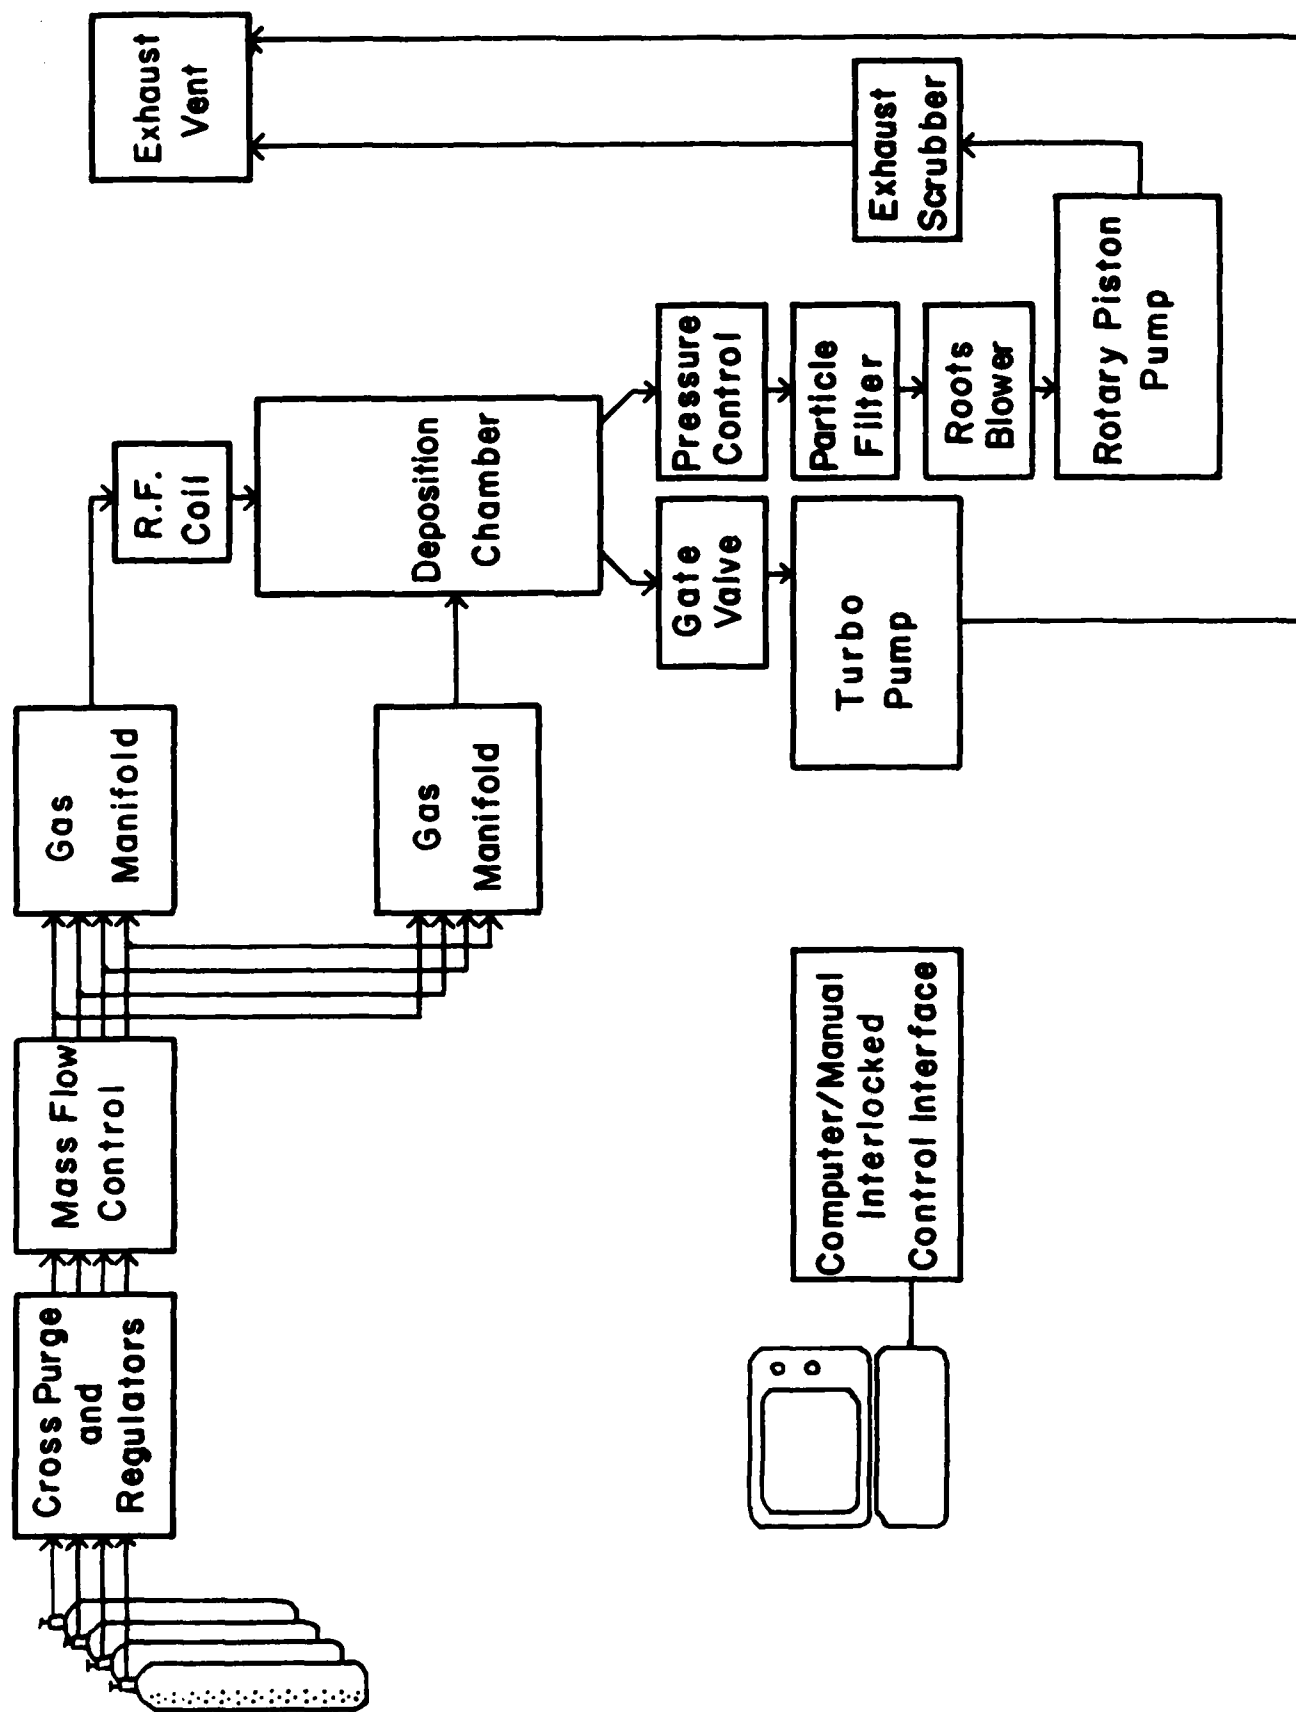 Cross Purge
and
Regulators
Mass Flow
Control
Gas
Manifold
Gas
Manifold
R.F.
Coil
Deposition
Chamber
Gate
Valve
Turbo
Pump
Pressure
Control
Particle
Filter
Roots
Blower
Rotary Piston
Pump
Exhaust
Scrubber
Exhaust
Vent
Computer/Manual
Interlocked
Control Interface